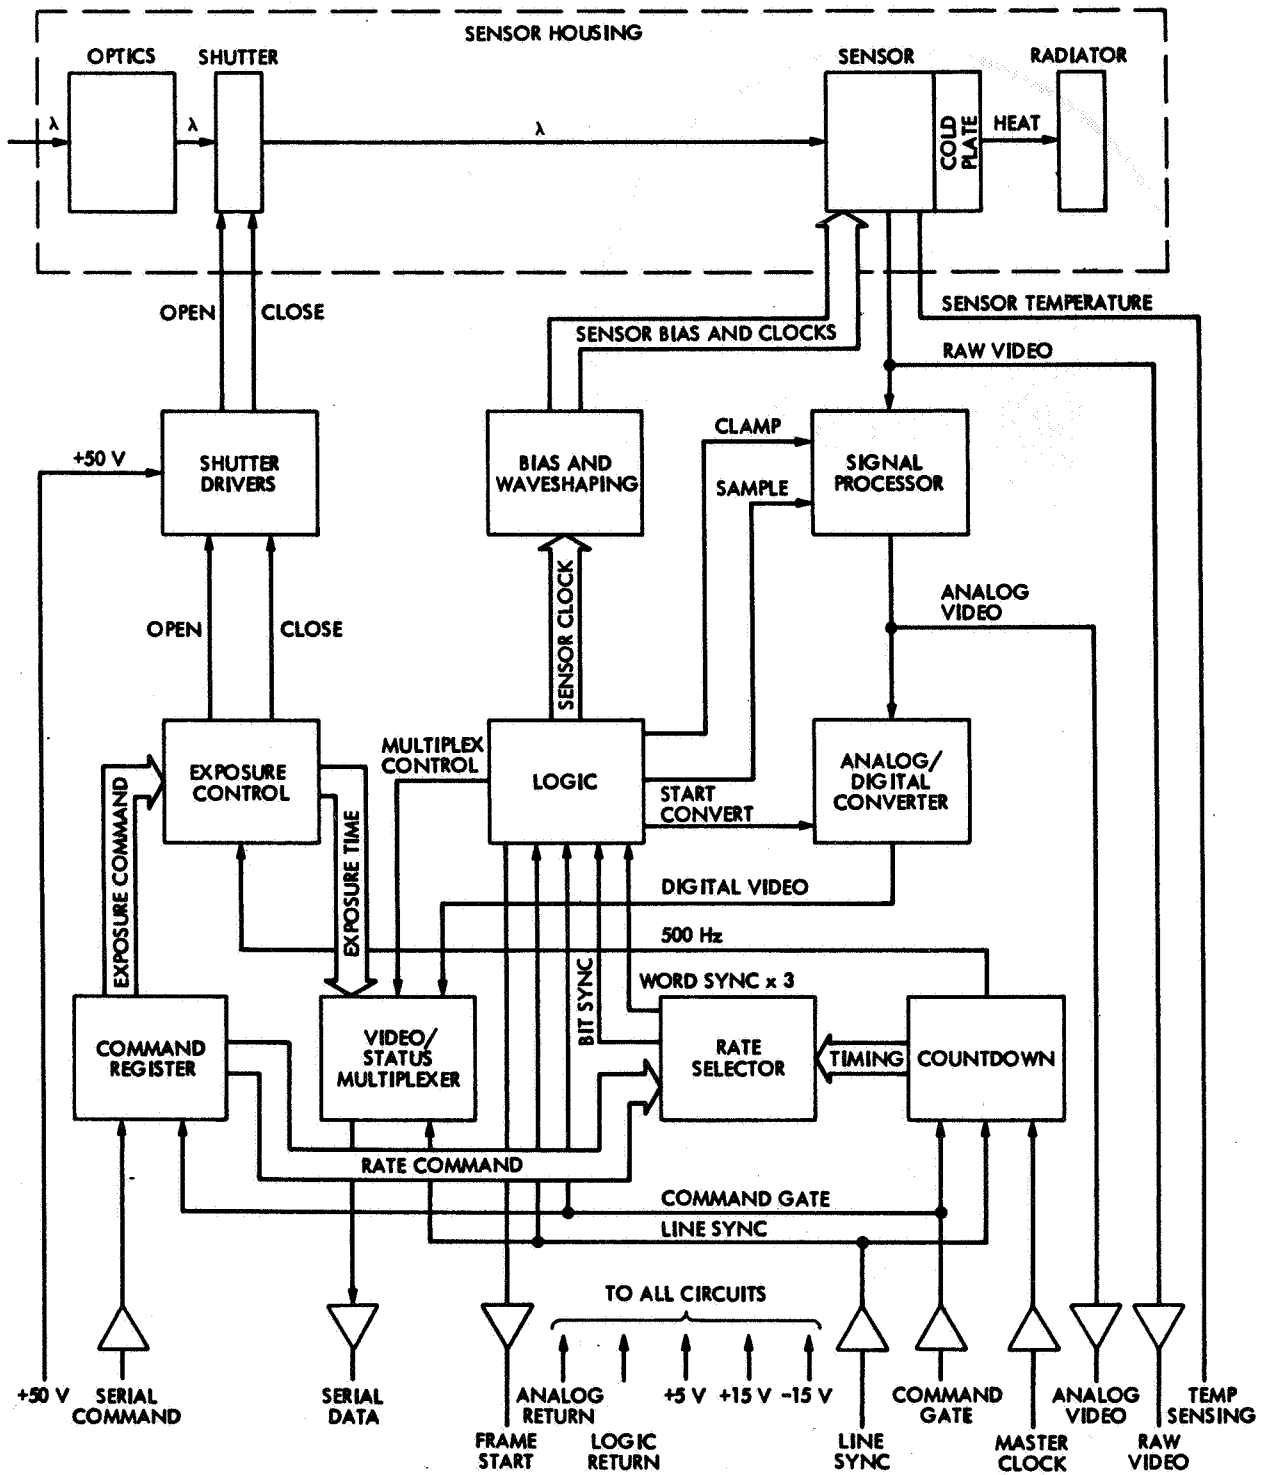 SENSOR HOUSING
OPTICS
SHUTTER
SENSOR
RADIATOR
λ
λ
λ
COLD
PLATE
HEAT
OPEN
CLOSE
SENSOR TEMPERATURE
SENSOR BIAS AND CLOCKS
RAW VIDEO
+50 V
SHUTTER
DRIVERS
BIAS AND
WAVESHAPING
CLAMP
SAMPLE
SIGNAL
PROCESSOR
OPEN
CLOSE
SENSOR CLOCK
ANALOG
VIDEO
EXPOSURE COMMAND
EXPOSURE
CONTROL
EXPOSURE TIME
MULTIPLEX
CONTROL
LOGIC
START
CONVERT
ANALOG/
DIGITAL
CONVERTER
DIGITAL VIDEO
500 Hz
BIT SYNC
WORD SYNC x 3
COMMAND
REGISTER
VIDEO/
STATUS
MULTIPLEXER
RATE
SELECTOR
TIMING
COUNTDOWN
RATE COMMAND
COMMAND GATE
LINE SYNC
TO ALL CIRCUITS
+50 V
SERIAL
COMMAND
SERIAL
DATA
FRAME
START
ANALOG
RETURN
LOGIC
RETURN
+5 V
+15 V
-15 V
LINE
SYNC
COMMAND
GATE
MASTER
CLOCK
ANALOG
VIDEO
RAW
VIDEO
TEMP
SENSING